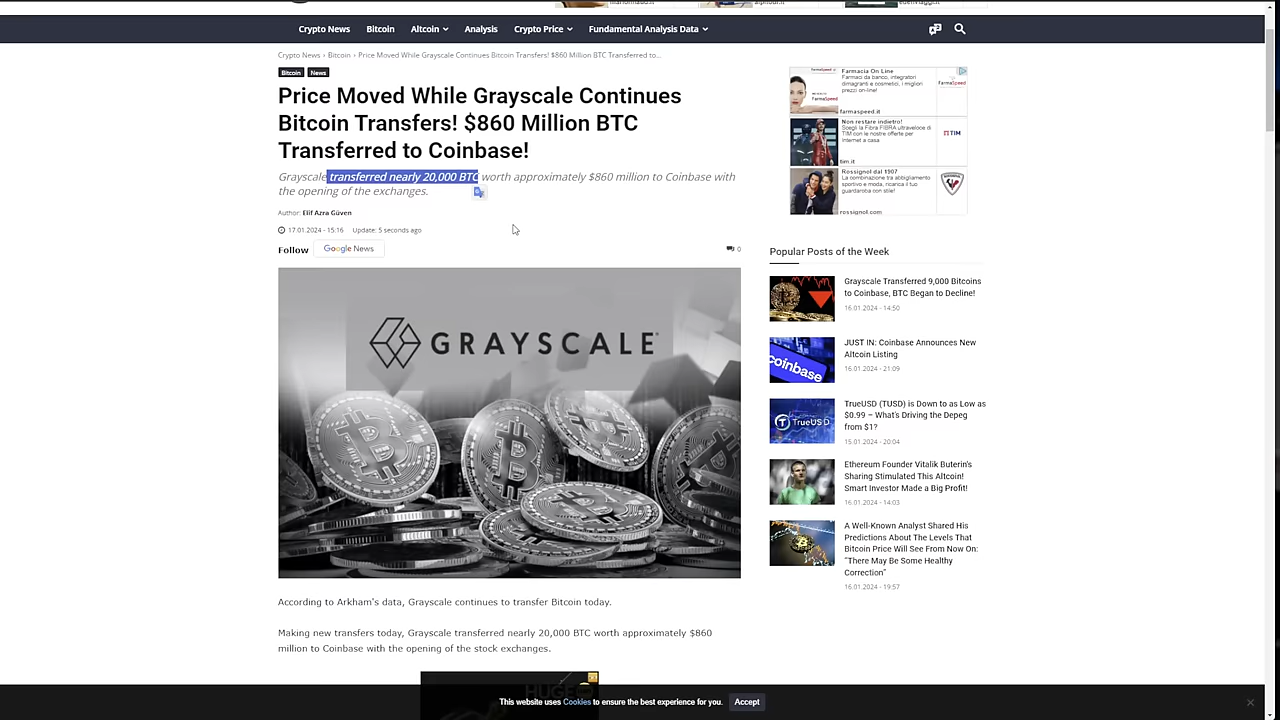 Crypto News
Bitcoin
Altcoin
Analysis
Crypto Price
Fundamental Analysis Data
Crypto News › Bitcoin › Price Moved While Grayscale Continues Bitcoin Transfers! $860 Million BTC Transferred to...
Bitcoin
News
Price Moved While Grayscale Continues
Bitcoin Transfers! $860 Million BTC
Transferred to Coinbase!
Grayscale transferred nearly 20,000 BTC worth approximately $860 million to Coinbase with
the opening of the exchanges.
Author: Elif Azra Güven
17.01.2024 - 15:16 Update: 5 seconds ago
Follow
Google News
0
GRAYSCALE
According to Arkham's data, Grayscale continues to transfer Bitcoin today.
Making new transfers today, Grayscale transferred nearly 20,000 BTC worth approximately $860
million to Coinbase with the opening of the stock exchanges.
HUGE
Farmacia On Line
Farmaci da banco, integratori
dimagranti e cosmetici, i migliori
prezzi on-line!
farmaspeed.it
Non restare indietro!
Scegli la Fibra FIBRA ultraveloce di
TIM con le nostre offerte per
Internet a casa
TIM
tim.it
Rossignol dal 1907
La combinazione tra abbigliamento
sportivo e moda, ricarica il tuo
guardaroba con stile!
rossignol.com
Popular Posts of the Week
Grayscale Transferred 9,000 Bitcoins
to Coinbase, BTC Began to Decline!
16.01.2024 - 14:50
coinbase
JUST IN: Coinbase Announces New
Altcoin Listing
16.01.2024 - 21:09
TrueUSD
TrueUSD (TUSD) is Down to as Low as
$0.99 – What's Driving the Depeg
from $1?
15.01.2024 - 20:04
Ethereum Founder Vitalik Buterin's
Sharing Stimulated This Altcoin!
Smart Investor Made a Big Profit!
16.01.2024 - 14:03
A Well-Known Analyst Shared His
Predictions About The Levels That
Bitcoin Price Will See From Now On:
"There May Be Some Healthy
Correction"
16.01.2024 - 19:57
This website uses Cookies to ensure the best experience for you.
Accept